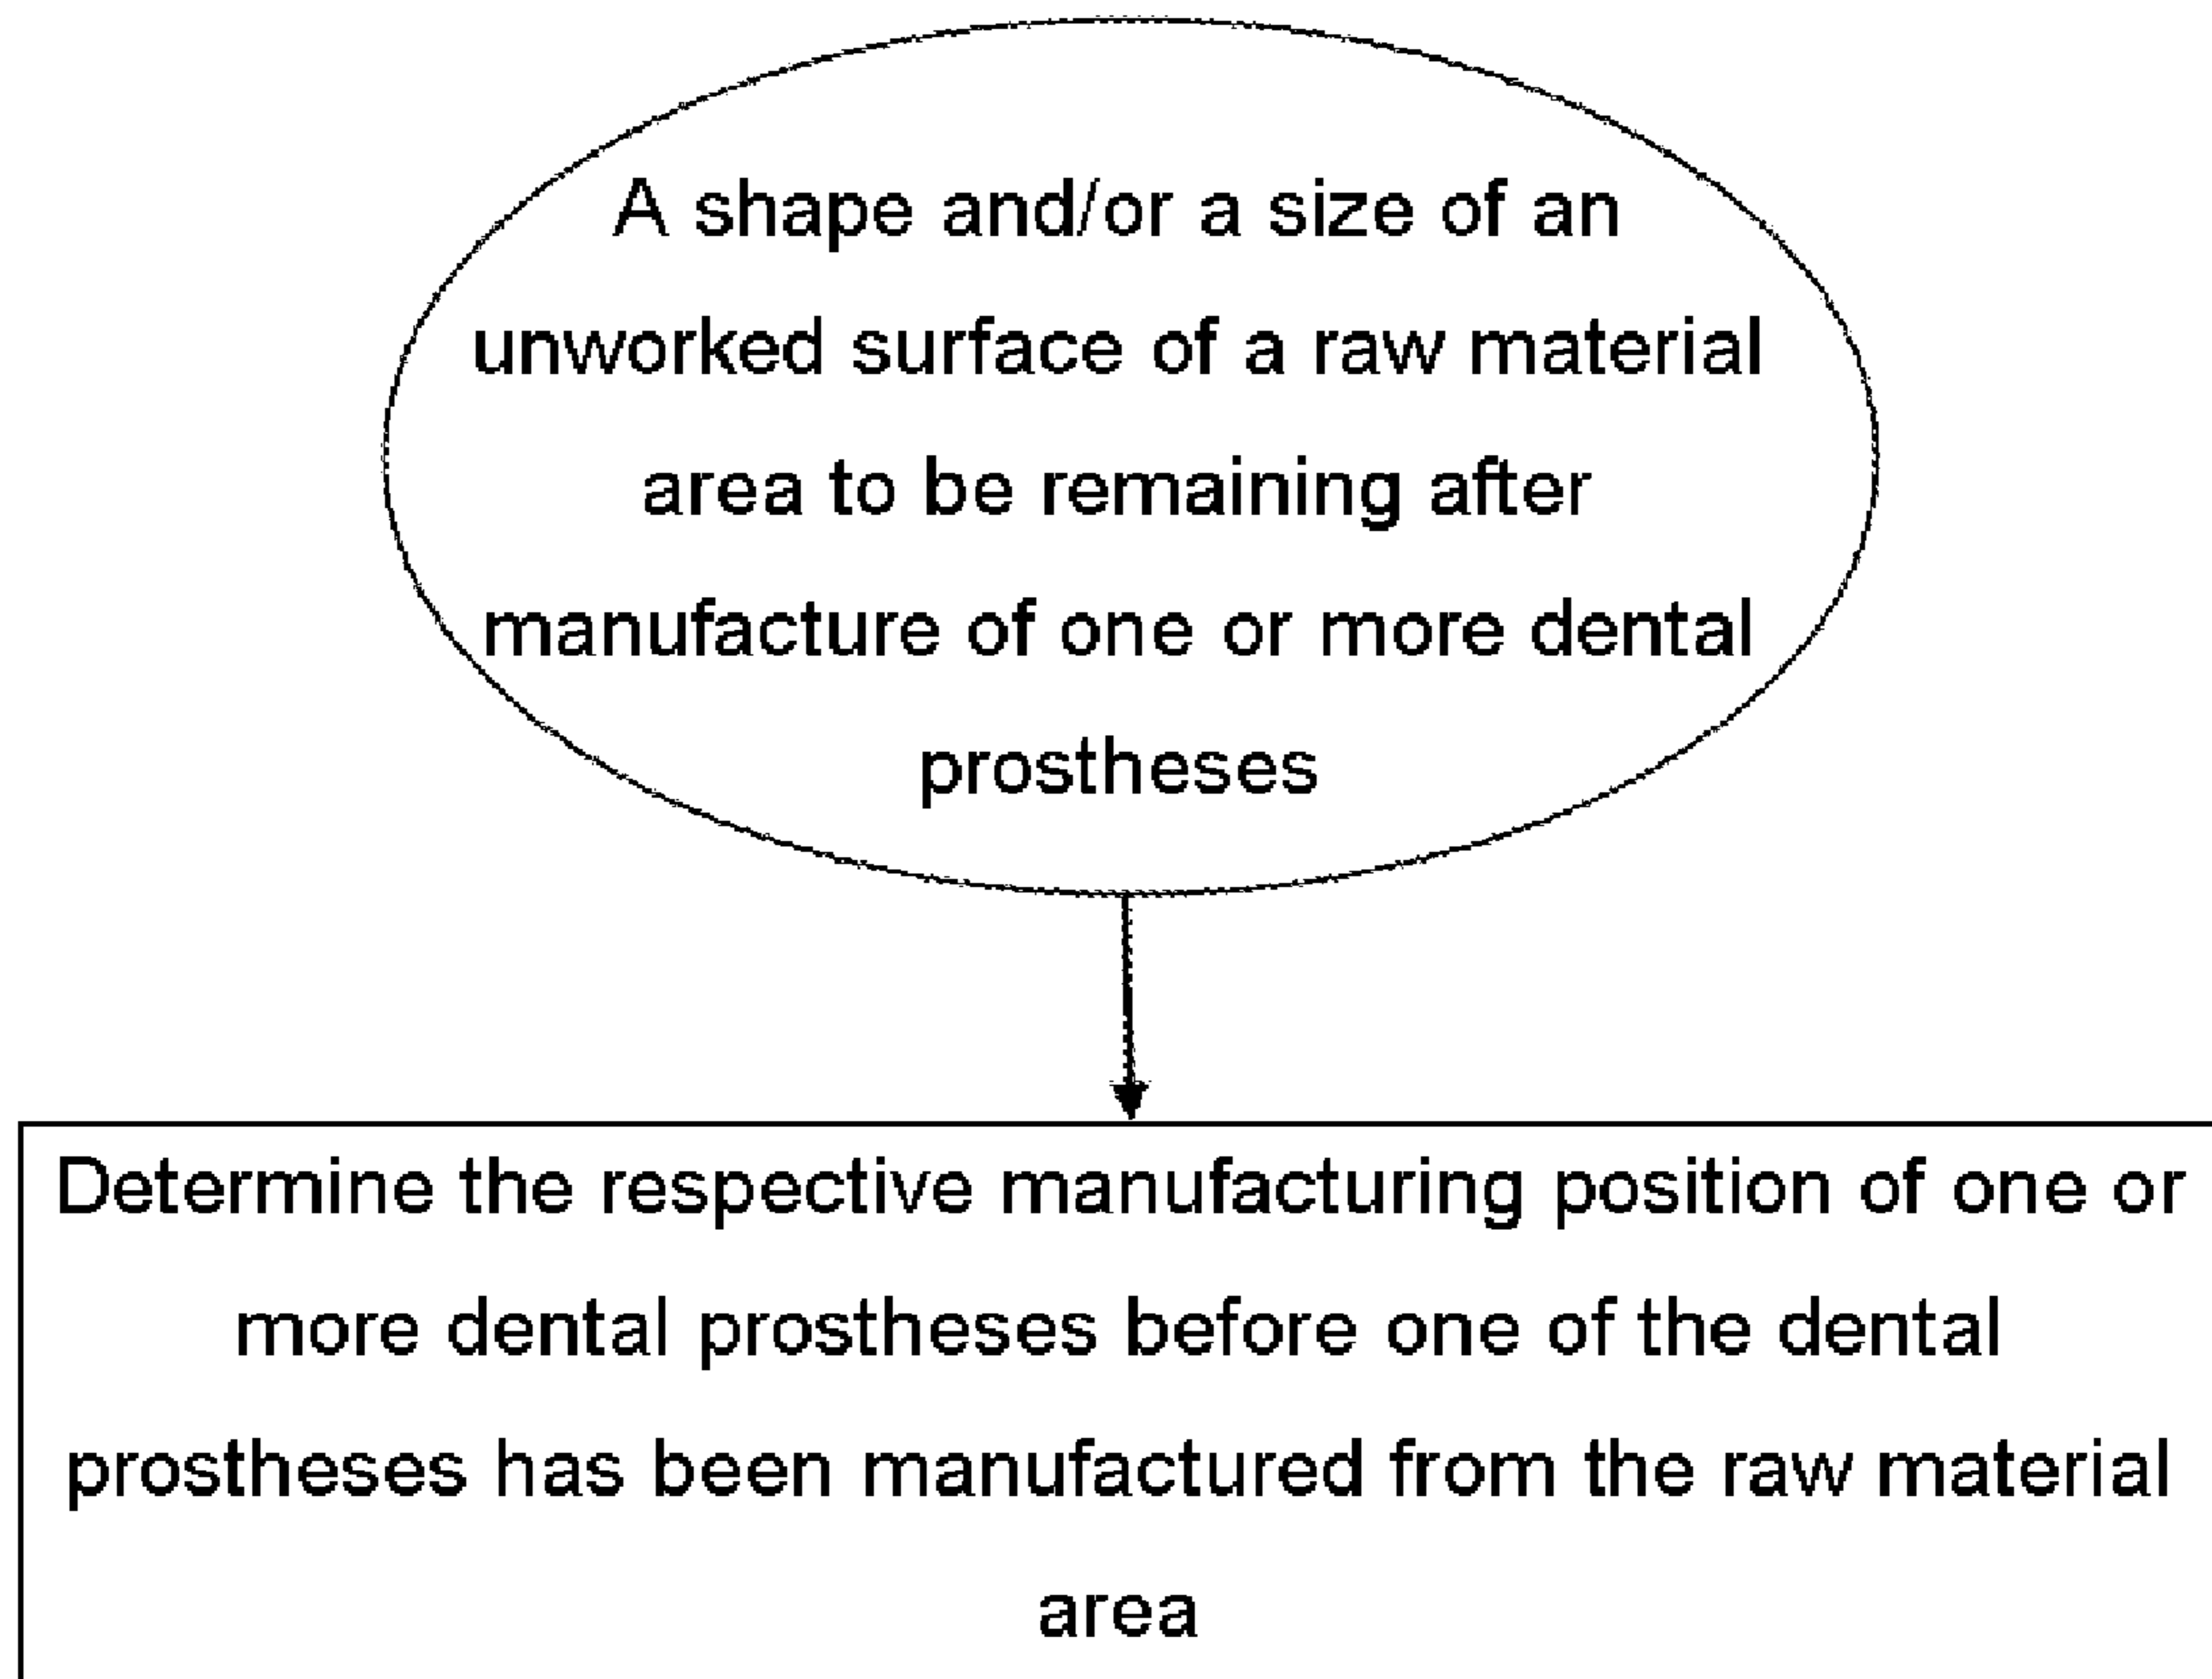 A shape and/or a size of an
unworked surface of a raw material
area to be remaining after
manufacture of one or more dental
prostheses
Determine the respective manufacturing position of one or
more dental prostheses before one of the dental
prostheses has been manufactured from the raw material
area